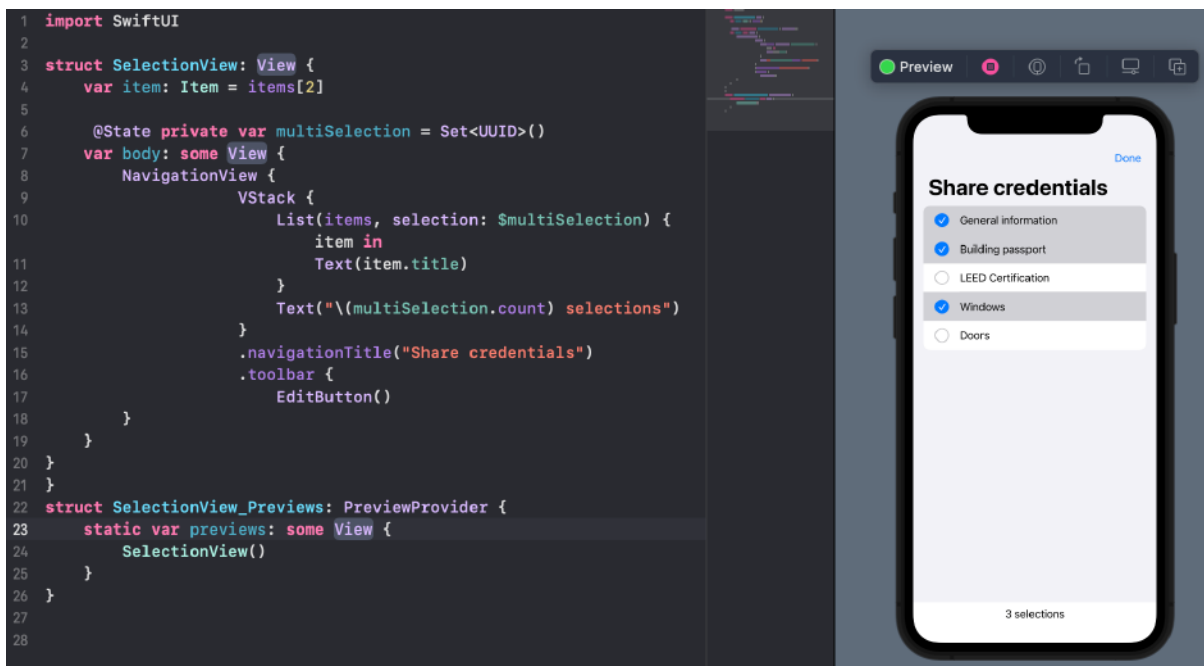 1 import SwiftUI
2
3 struct SelectionView: View {
4 var item: Item = items[2]
5
6 @State private var multiSelection = Set<UUID>()
7 var body: some View {
8 NavigationView {
9 VStack {
10 List(items, selection: $multiSelection) {
item in
11 Text(item.title)
12 }
13 Text("\(multiSelection.count) selections")
14 }
15 .navigationTitle("Share credentials")
16 .toolbar {
17 EditButton()
18 }
19 }
20 }
21 }
22 struct SelectionView_Previews: PreviewProvider {
23 static var previews: some View {
24 SelectionView()
25 }
26 }
27
28
Preview
Done
Share credentials
General information
Building passport
LEED Certification
Windows
Doors
3 selections